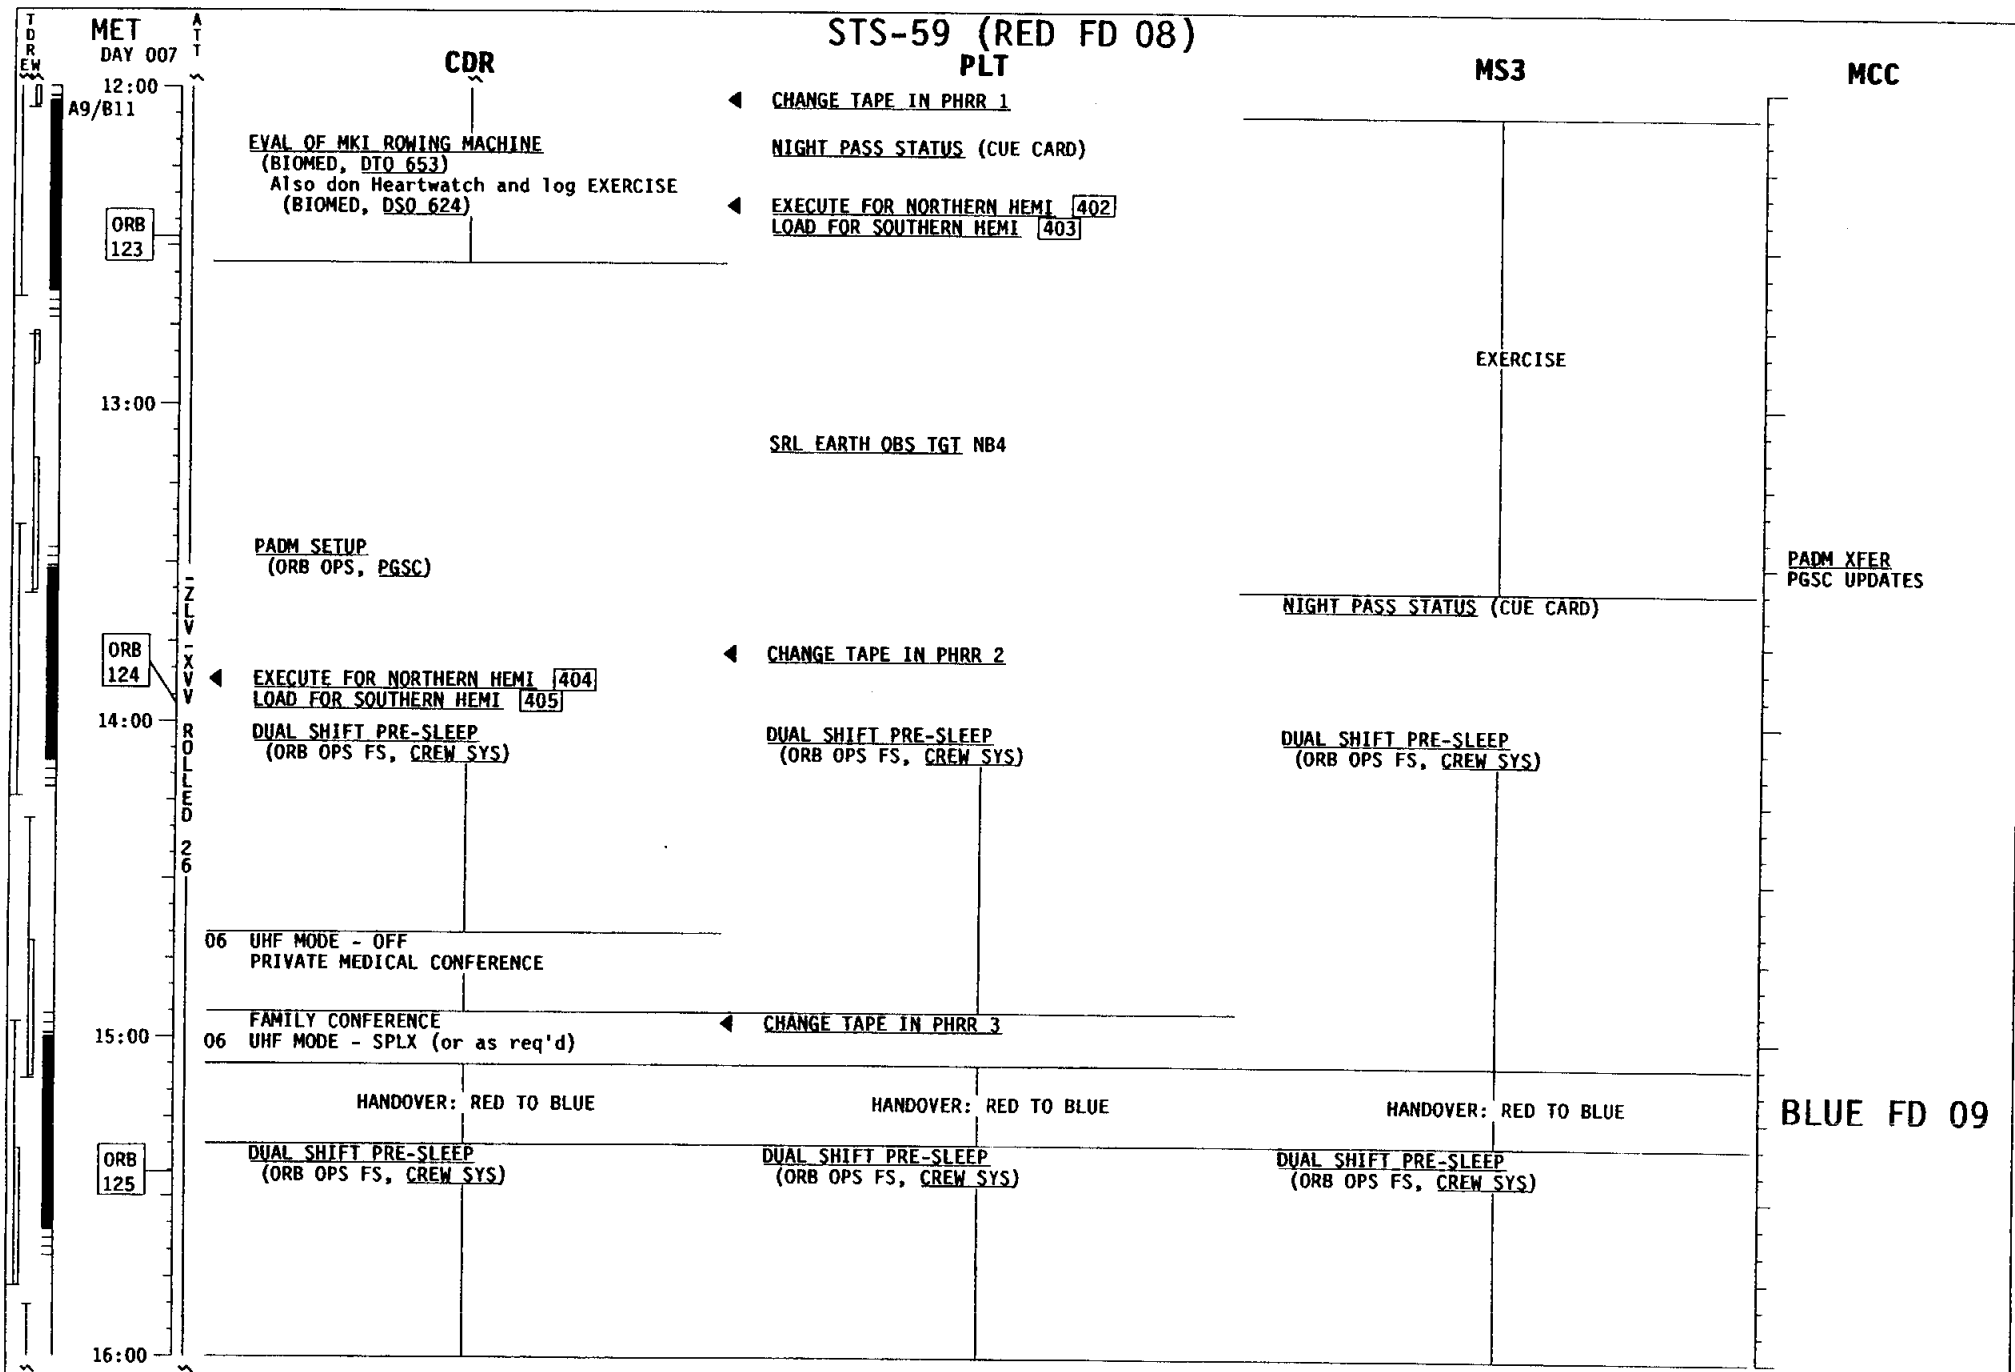 STS-59 (RED FD 08)
TDRE W
MET
DAY 007
ATT
CDR
PLT
MS3
MCC
12:00
A9/B11
EVAL OF MKI ROWING MACHINE
(BIOMED, DTO 653)
Also don Heartwatch and log EXERCISE
(BIOMED, DSO 624)
CHANGE TAPE IN PHRR 1
NIGHT PASS STATUS (CUE CARD)
EXECUTE FOR NORTHERN HEMI 402
LOAD FOR SOUTHERN HEMI 403
ORB
123
EXERCISE
13:00
SRL EARTH OBS TGT NB4
PADM SETUP
(ORB OPS, PGSC)
PADM XFER
PGSC UPDATES
-ZLV -XVV ROLLED 26
NIGHT PASS STATUS (CUE CARD)
ORB
124
CHANGE TAPE IN PHRR 2
EXECUTE FOR NORTHERN HEMI 404
LOAD FOR SOUTHERN HEMI 405
14:00
DUAL SHIFT PRE-SLEEP
(ORB OPS FS, CREW SYS)
DUAL SHIFT PRE-SLEEP
(ORB OPS FS, CREW SYS)
DUAL SHIFT PRE-SLEEP
(ORB OPS FS, CREW SYS)
06 UHF MODE - OFF
PRIVATE MEDICAL CONFERENCE
FAMILY CONFERENCE
15:00
06 UHF MODE - SPLX (or as req'd)
CHANGE TAPE IN PHRR 3
HANDOVER: RED TO BLUE
HANDOVER: RED TO BLUE
HANDOVER: RED TO BLUE
BLUE FD 09
ORB
125
DUAL SHIFT PRE-SLEEP
(ORB OPS FS, CREW SYS)
DUAL SHIFT PRE-SLEEP
(ORB OPS FS, CREW SYS)
DUAL SHIFT PRE-SLEEP
(ORB OPS FS, CREW SYS)
16:00